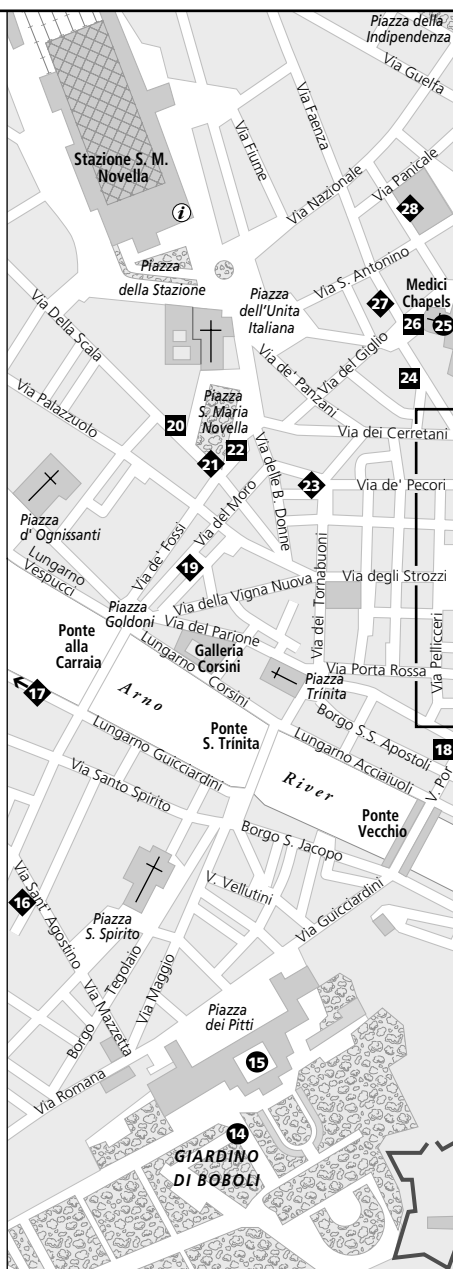 Piazza della
Indipendenza
Via Guelfa
Via Faenza
Via Fiume
Stazione S. M.
Novella
Via Nazionale
Via Panicale
28
i
Via S. Antonino
Piazza
della Stazione
Piazza
dell'Unita
Italiana
27
Medici
Chapels
26
25
Via Della Scala
Via del Giglio
Via de' Panzani
24
Via Palazzuolo
Piazza
S. Maria
Novella
20
22
21
Via dei Cerretani
Via delle B. Donne
23
Via de' Pecori
Piazza
d' Ognissanti
Via del Moro
Via de' Fossi
19
Lungarno
Vespucci
Via degli Strozzi
Via della Vigna Nuova
Via dei Tornabuoni
Piazza
Goldoni
Via del Parione
Galleria
Corsini
Via Pellicceri
Ponte
alla
Carraia
Lungarno Corsini
Via Porta Rossa
Piazza
Trinita
17
Arno
Borgo S.S. Apostoli
Ponte
S. Trinita
Lungarno Acciaiuoli
18
V. Por
Lungarno Guicciardini
River
Via Santo Spirito
Ponte
Vecchio
Borgo S. Jacopo
V. Vellutini
16
Via Sant' Agostino
Via Guicciardini
Piazza
S. Spirito
Borgo Tegolaio
Via Maggio
Via Mazzetta
Piazza
dei Pitti
15
Via Romana
14
GIARDINO
DI BOBOLI